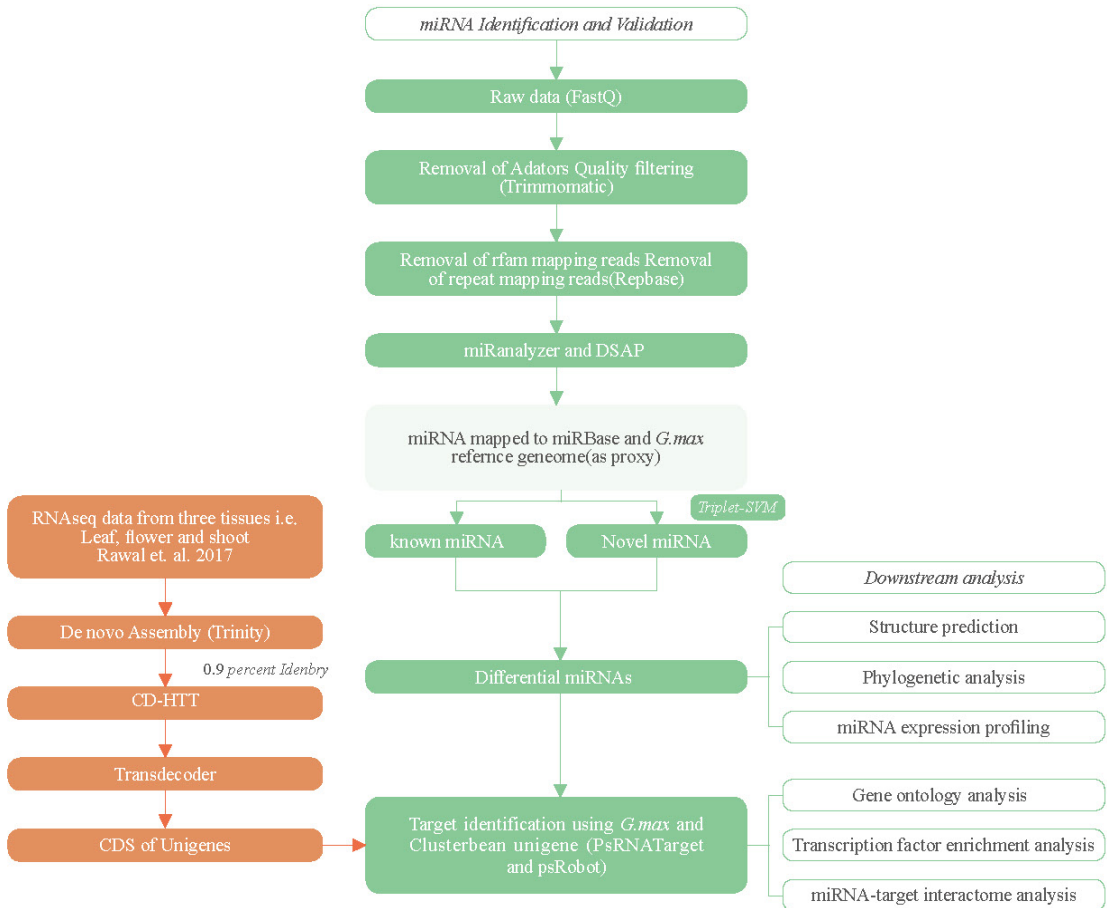 miRNA Identification and Validation
Raw data (FastQ)
Removal of Adators Quality filtering
(Trimmomatic)
Removal of rfam mapping reads Removal
of repeat mapping reads(Repbase)
miRanalyzer and DSAP
miRNA mapped to miRBase and G.max
refernce geneome(as proxy)
Triplet-SVM
known miRNA
Novel miRNA
RNAseq data from three tissues i.e.
Leaf, flower and shoot
Rawal et. al. 2017
De novo Assembly (Trinity)
0.9 percent Idenbry
CD-HTT
Transdecoder
CDS of Unigenes
Differential miRNAs
Target identification using G.max and
Clusterbean unigene (PsRNATarget
and psRobot)
Downstream analysis
Structure prediction
Phylogenetic analysis
miRNA expression profiling
Gene ontology analysis
Transcription factor enrichment analysis
miRNA-target interactome analysis